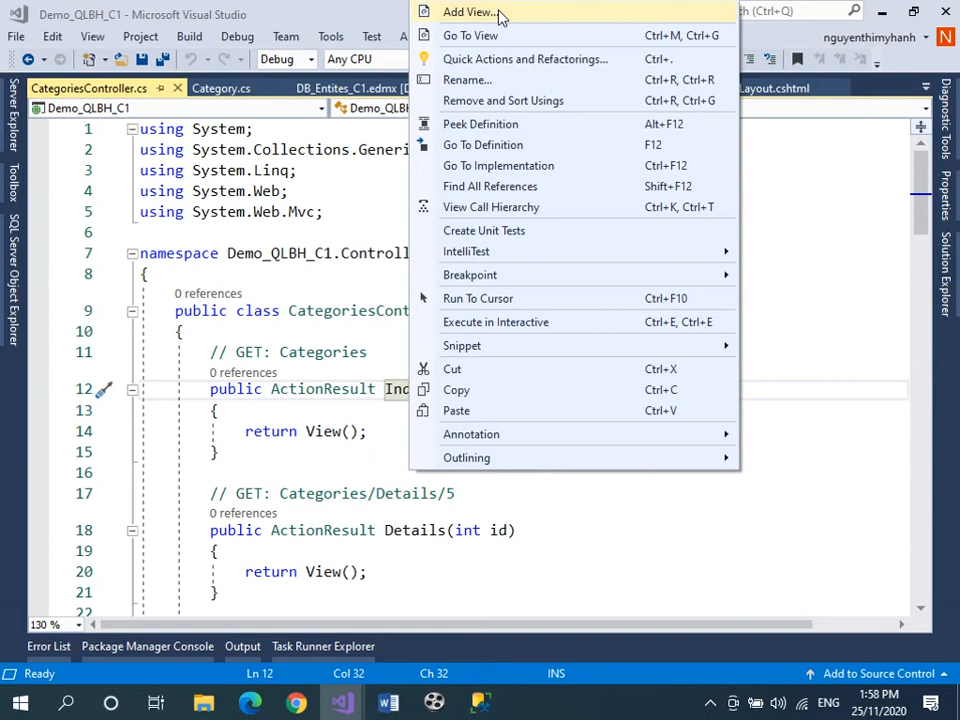 Demo_QLBH_C1 - Microsoft Visual Studio
th (Ctrl+Q)
File Edit View Project Build Debug Team Tools Test
nguyenthimyhanh N
Debug Any CPU
CategoriesController.cs Category.cs DB_Entites_C1.edmx [D Layout.cshtml
Demo_QLBH_C1 Demo_QL
Add View...
Go To View Ctrl+M, Ctrl+G
Quick Actions and Refactorings... Ctrl+.
Rename... Ctrl+R, Ctrl+R
Remove and Sort Usings Ctrl+R, Ctrl+G
Peek Definition Alt+F12
Go To Definition F12
Go To Implementation Ctrl+F12
Find All References Shift+F12
View Call Hierarchy Ctrl+K, Ctrl+T
Create Unit Tests
IntelliTest
Breakpoint
Run To Cursor Ctrl+F10
Execute in Interactive Ctrl+E, Ctrl+E
Snippet
Cut Ctrl+X
Copy Ctrl+C
Paste Ctrl+V
Annotation
Outlining
Server Explorer
Toolbox
SQL Server Object Explorer
Diagnostic Tools
Properties
Solution Explorer
1 using System;
2 using System.Collections.Generi
3 using System.Linq;
4 using System.Web;
5 using System.Web.Mvc;
6
7 namespace Demo_QLBH_C1.Controll
8 {
0 references
9 public class CategoriesCont
10 {
11 // GET: Categories
0 references
12 public ActionResult Ind
13 {
14 return View();
15 }
16
17 // GET: Categories/Details/5
0 references
18 public ActionResult Details(int id)
19 {
20 return View();
21 }
22
130 %
Error List Package Manager Console Output Task Runner Explorer
Ready Ln 12 Col 32 Ch 32 INS Add to Source Control
ENG
1:58 PM
25/11/2020